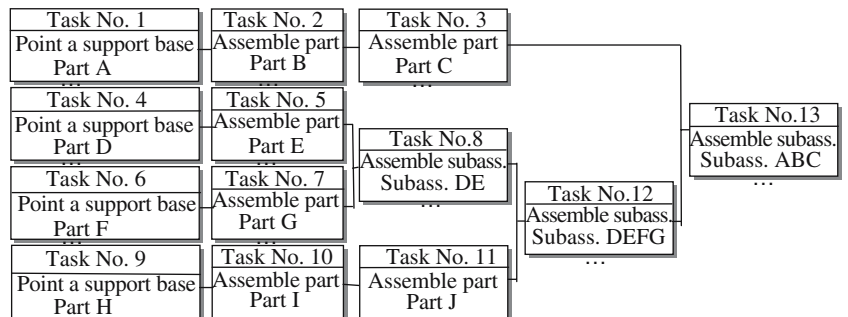 Task No. 1
Point a support base
Part A
...
Task No. 2
Assemble part
Part B
...
Task No. 3
Assemble part
Part C
...
Task No. 4
Point a support base
Part D
...
Task No. 5
Assemble part
Part E
...
Task No. 6
Point a support base
Part F
...
Task No. 7
Assemble part
Part G
...
Task No.8
Assemble subass.
Subass. DE
...
Task No. 9
Point a support base
Part H
Task No. 10
Assemble part
Part I
Task No. 11
Assemble part
Part J
Task No.12
Assemble subass.
Subass. DEFG
...
Task No.13
Assemble subass.
Subass. ABC
...